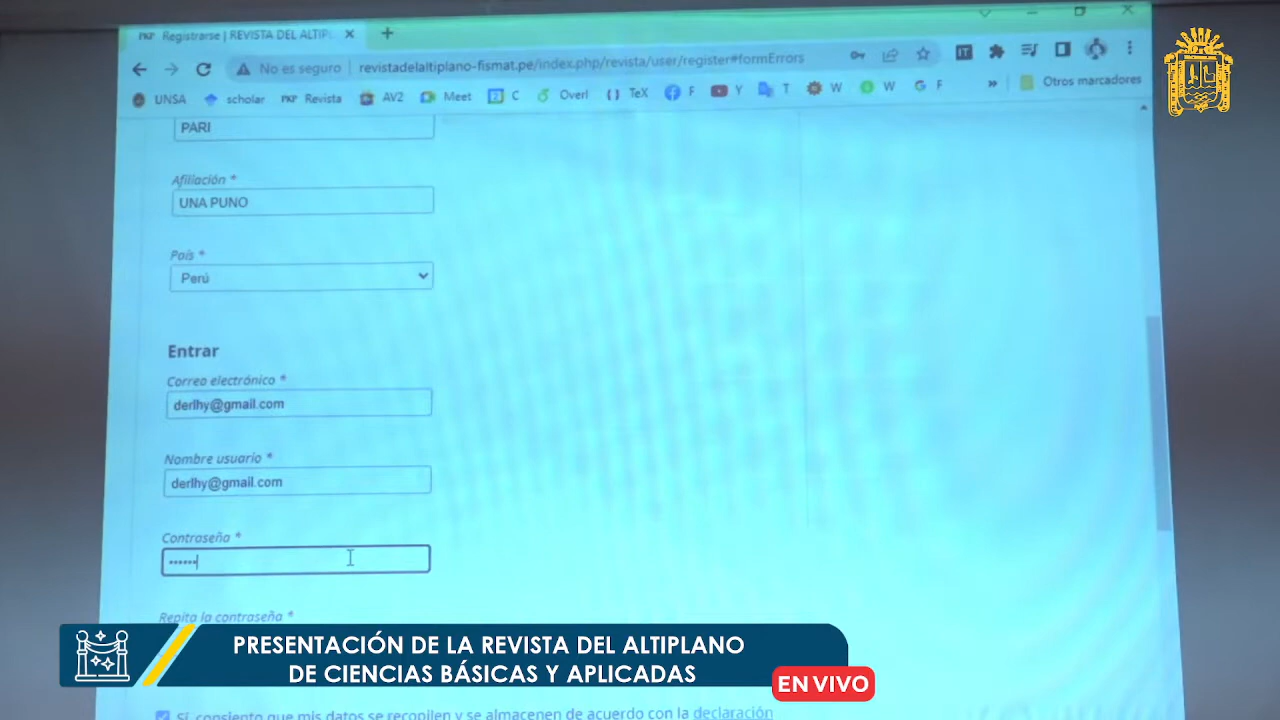 PKP Registrarse | REVISTA DEL ALTIPL
No es seguro | revistadelaltiplano-fismat.pe/index.php/revista/user/register#formErrors
UNSA scholar PKP Revista AV2 Meet C Overl TeX F Y T W W F » Otros marcadores
PARI
Afiliación *
UNA PUNO
País *
Perú
Entrar
Correo electrónico *
derlhy@gmail.com
Nombre usuario *
derlhy@gmail.com
Contraseña *
••••••
Repita la contraseña *
PRESENTACIÓN DE LA REVISTA DEL ALTIPLANO
DE CIENCIAS BÁSICAS Y APLICADAS
EN VIVO
Sí, consiento que mis datos se recopilen y se almacenen de acuerdo con la declaración